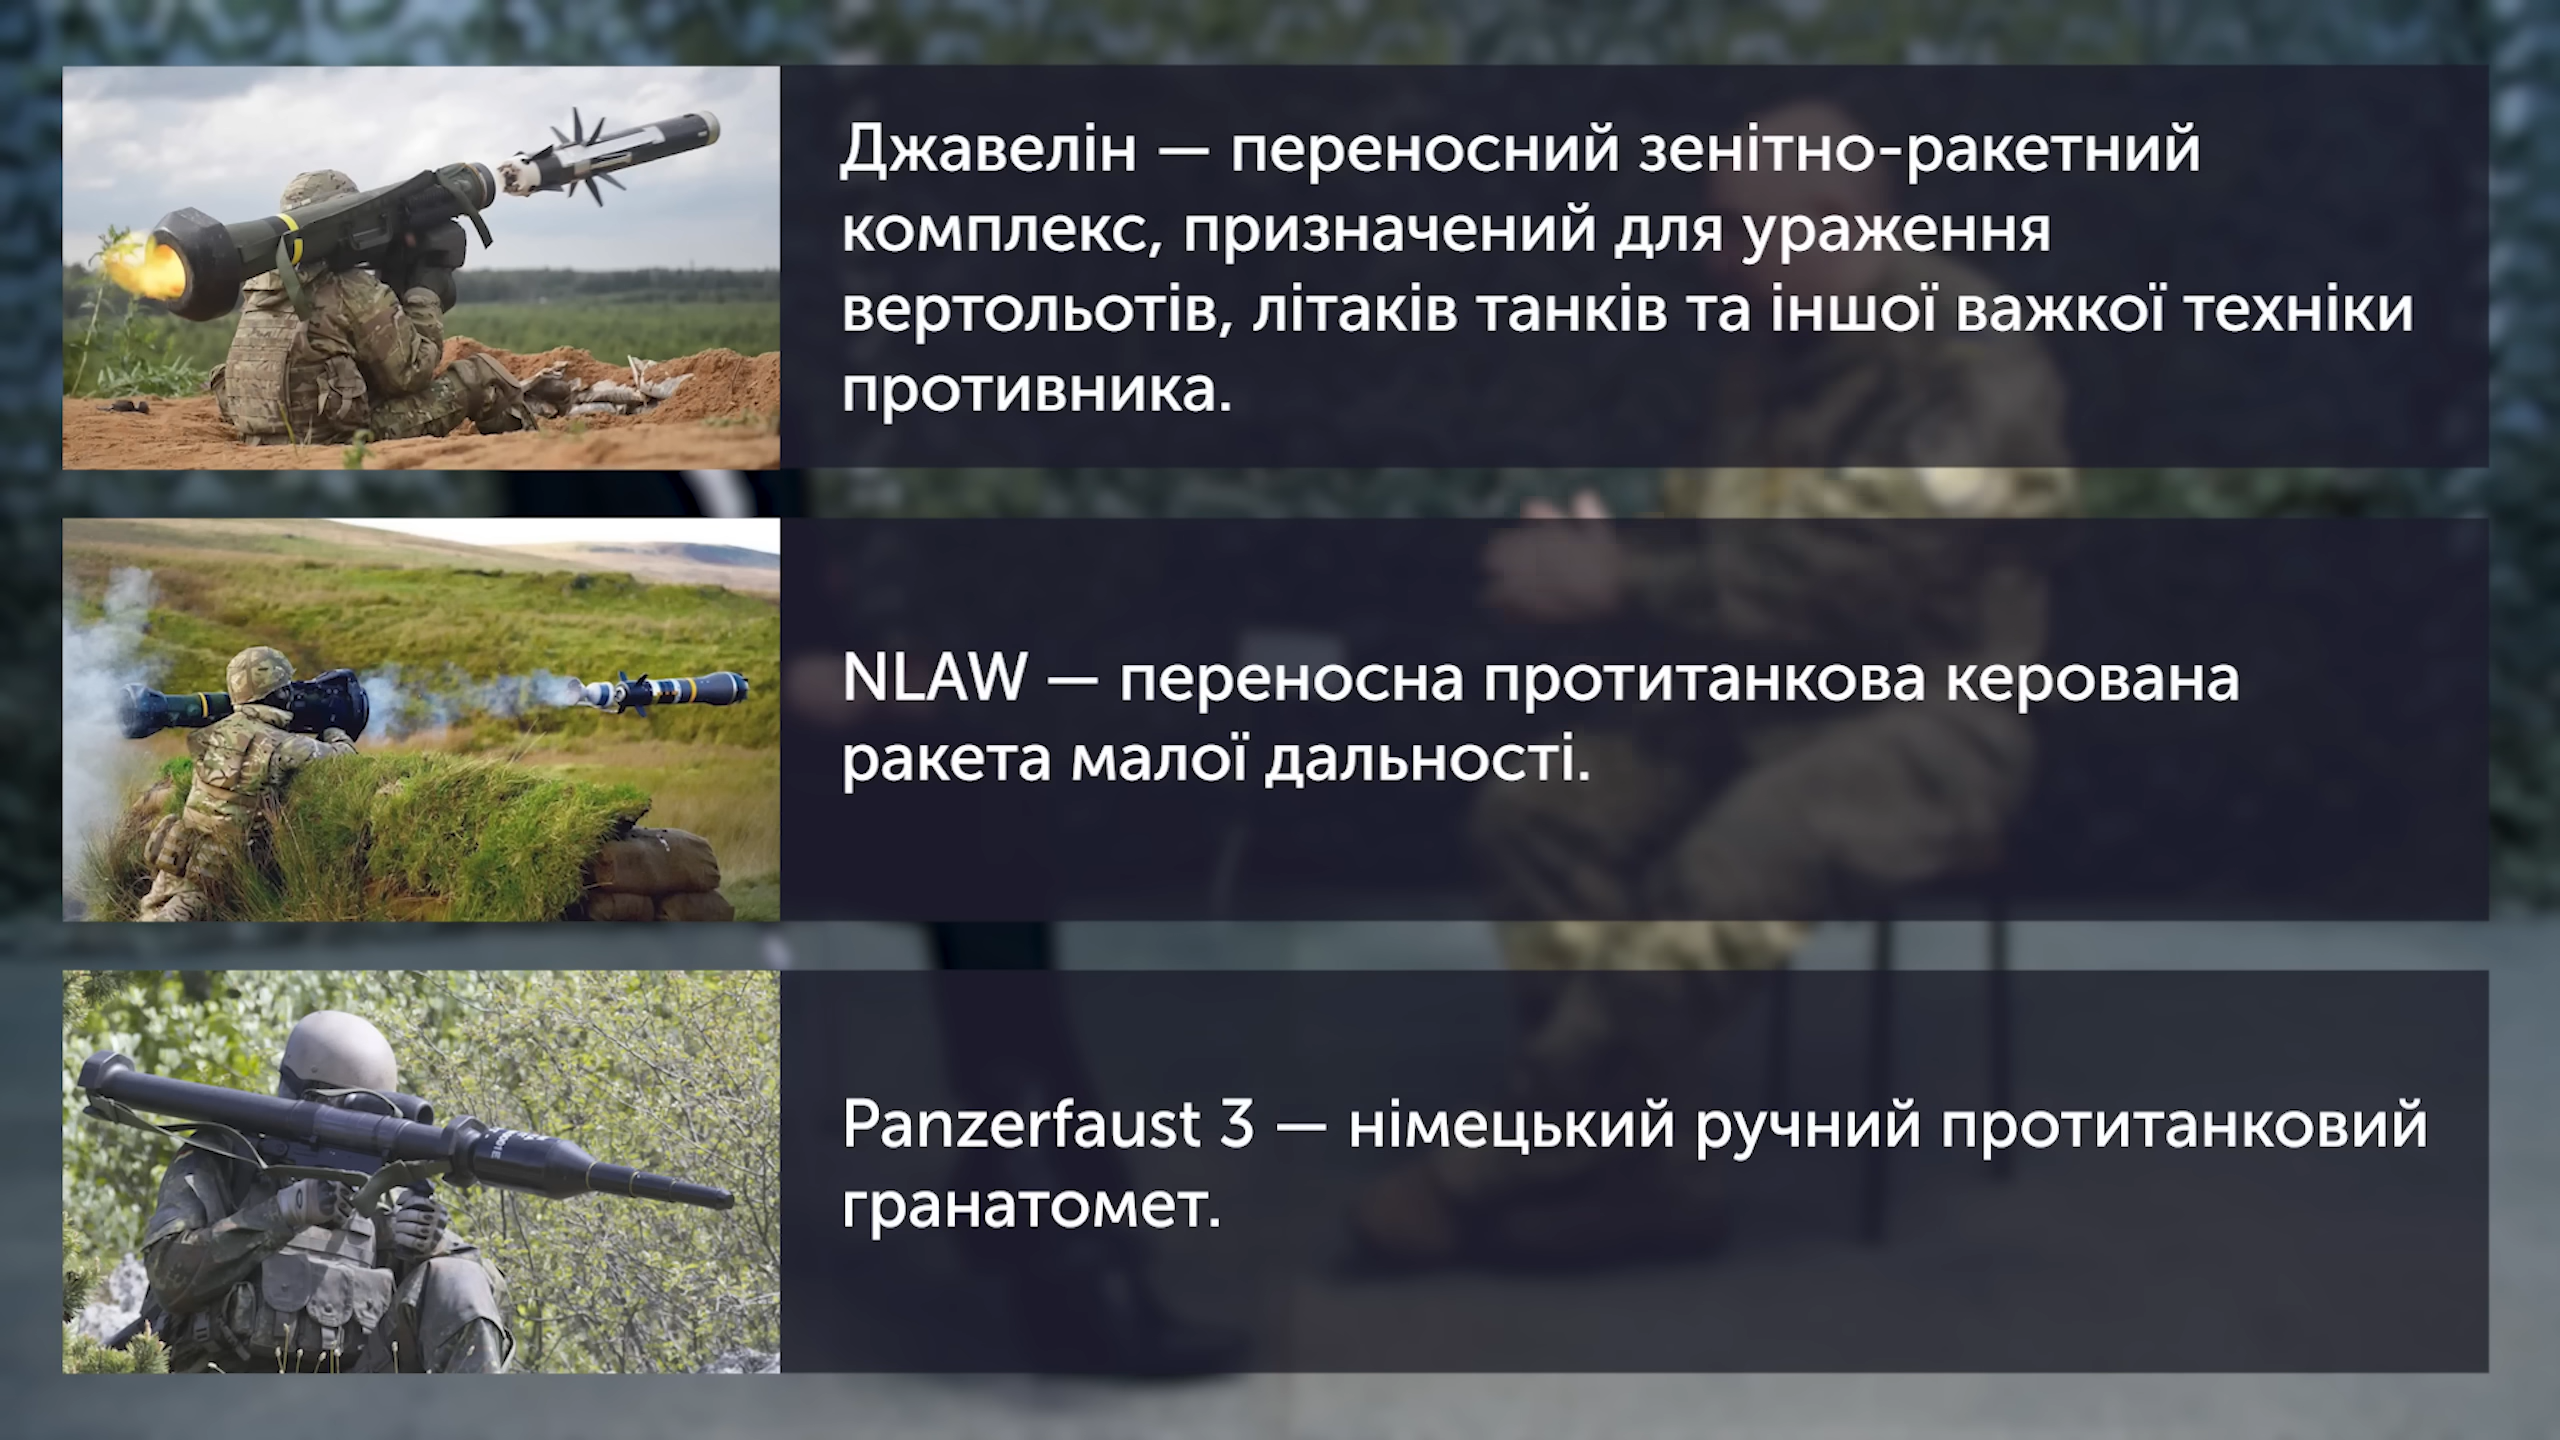 Джавелін — переносний зенітно-ракетний
комплекс, призначений для ураження
вертольотів, літаків танків та іншої важкої техніки
противника.
NLAW — переносна протитанкова керована
ракета малої дальності.
Panzerfaust 3 — німецький ручний протитанковий
гранатомет.